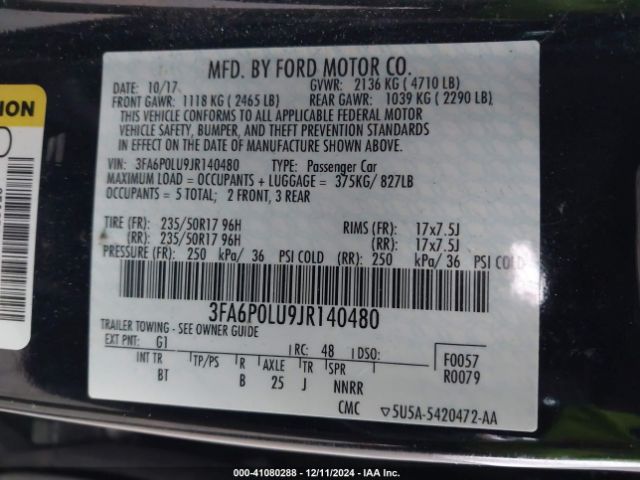 MFD. BY FORD MOTOR CO.
DATE: 10/17 GVWR: 2136 KG ( 4710 LB)
FRONT GAWR: 1118 KG ( 2465 LB) REAR GAWR: 1039 KG ( 2290 LB)
THIS VEHICLE CONFORMS TO ALL APPLICABLE FEDERAL MOTOR
VEHICLE SAFETY, BUMPER, AND THEFT PREVENTION STANDARDS
IN EFFECT ON THE DATE OF MANUFACTURE SHOWN ABOVE.
VIN: 3FA6P0LU9JR140480 TYPE: Passenger Car
MAXIMUM LOAD = OCCUPANTS + LUGGAGE = 375KG/ 827LB
OCCUPANTS = 5 TOTAL; 2 FRONT, 3 REAR
TIRE (FR): 235/50R17 96H RIMS (FR): 17x7.5J
(RR): 235/50R17 96H (RR): 17x7.5J
PRESSURE (FR): 250 kPa/ 36 PSI COLD (RR): 250 kPa/ 36 PSI COLD
3FA6P0LU9JR140480
TRAILER TOWING - SEE OWNER GUIDE
EXT PNT: G1 RC: 48 DSO: F0057
INT TR TP/PS R AXLE TR SPR R0079
BT B 25 J NNRR
CMC 5U5A-5420472-AA
000-41080288 - 12/11/2024 - IAA Inc.